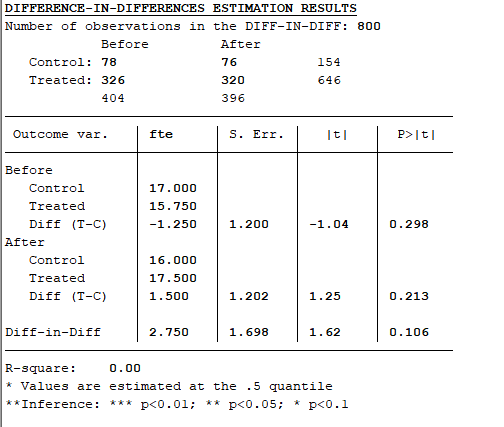 DIFFERENCE-IN-DIFFERENCES ESTIMATION RESULTS
Number of observations in the DIFF-IN-DIFF: 800
Before After
Control: 78 76 154
Treated: 326 320 646
404 396
Outcome var. fte S. Err. |t| P>|t|
Before
Control 17.000
Treated 15.750
Diff (T-C) -1.250 1.200 -1.04 0.298
After
Control 16.000
Treated 17.500
Diff (T-C) 1.500 1.202 1.25 0.213
Diff-in-Diff 2.750 1.698 1.62 0.106
R-square: 0.00
* Values are estimated at the .5 quantile
**Inference: *** p<0.01; ** p<0.05; * p<0.1